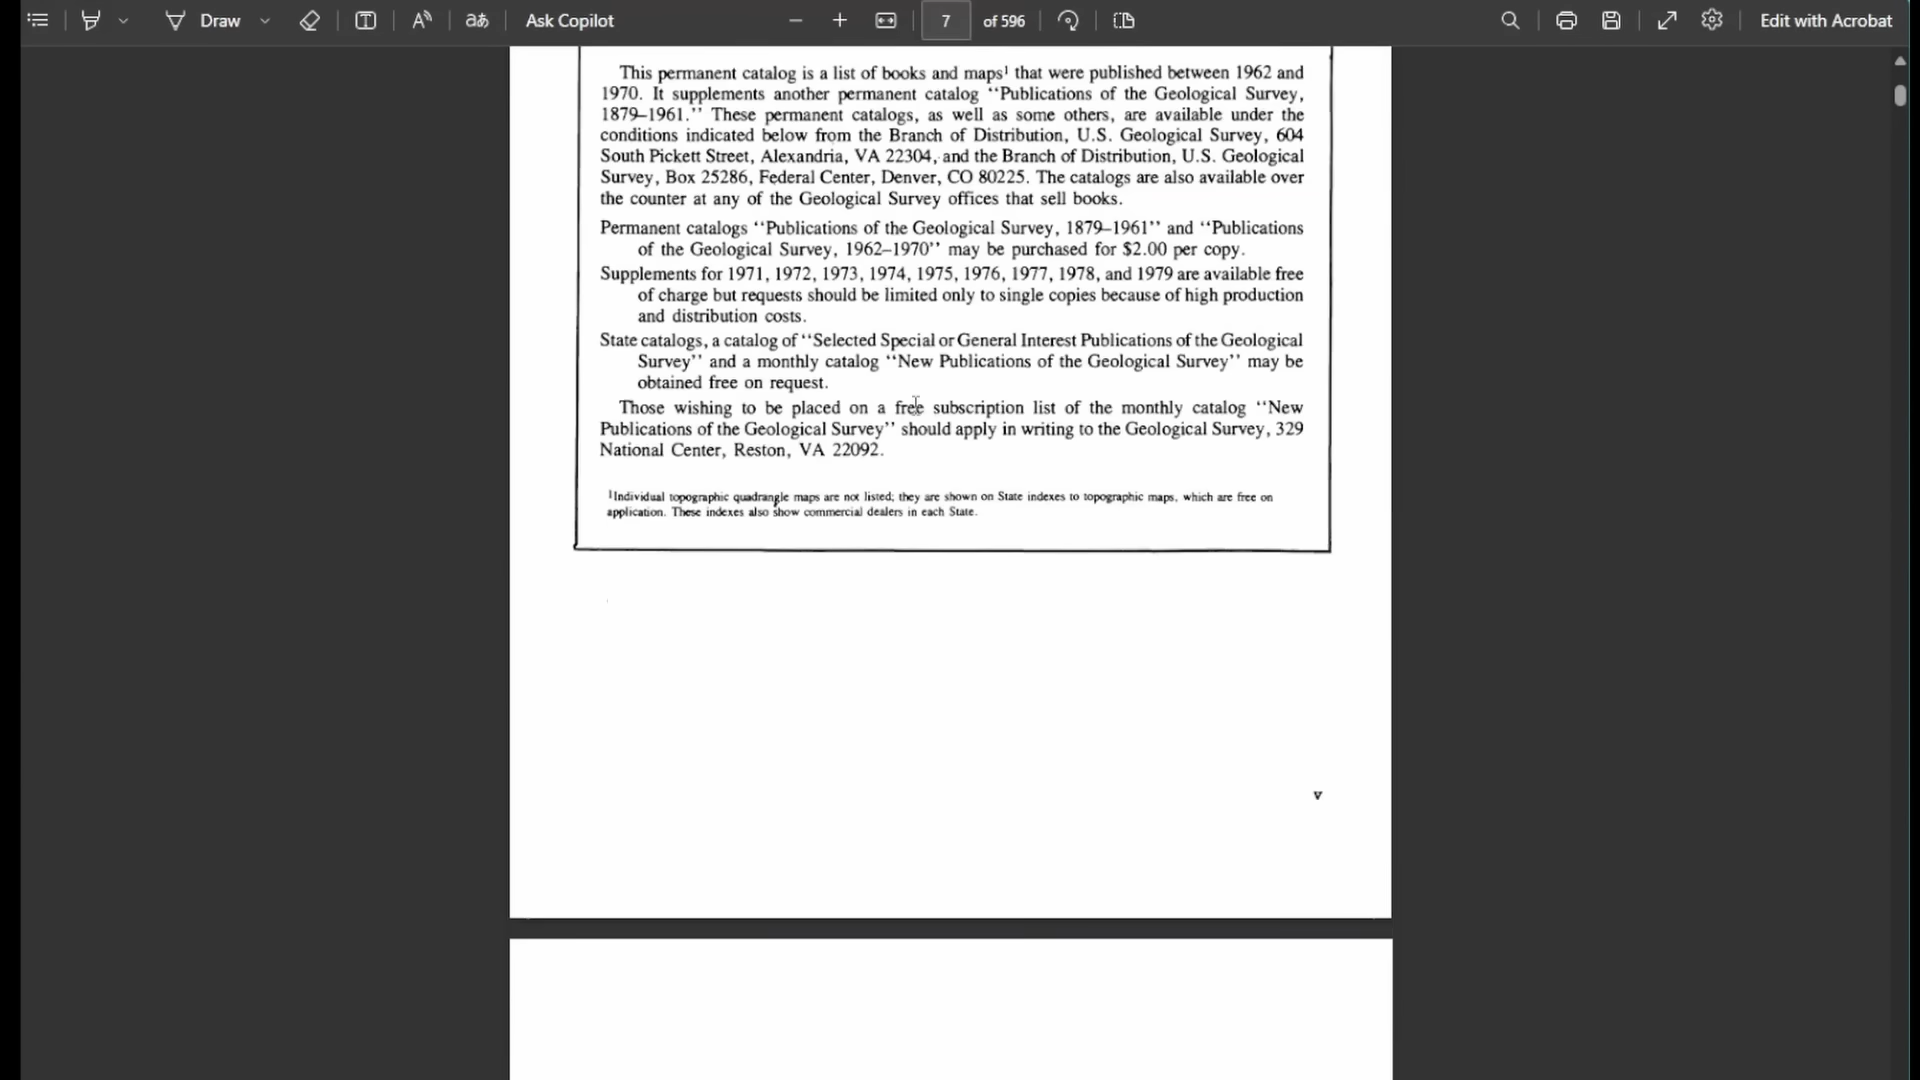 Draw
Ask Copilot
7 of 596
Edit with Acrobat
This permanent catalog is a list of books and maps¹ that were published between 1962 and
1970. It supplements another permanent catalog ‘‘Publications of the Geological Survey,
1879–1961.’’ These permanent catalogs, as well as some others, are available under the
conditions indicated below from the Branch of Distribution, U.S. Geological Survey, 604
South Pickett Street, Alexandria, VA 22304, and the Branch of Distribution, U.S. Geological
Survey, Box 25286, Federal Center, Denver, CO 80225. The catalogs are also available over
the counter at any of the Geological Survey offices that sell books.
Permanent catalogs ‘‘Publications of the Geological Survey, 1879–1961’’ and ‘‘Publications
of the Geological Survey, 1962–1970’’ may be purchased for $2.00 per copy.
Supplements for 1971, 1972, 1973, 1974, 1975, 1976, 1977, 1978, and 1979 are available free
of charge but requests should be limited only to single copies because of high production
and distribution costs.
State catalogs, a catalog of ‘‘Selected Special or General Interest Publications of the Geological
Survey’’ and a monthly catalog ‘‘New Publications of the Geological Survey’’ may be
obtained free on request.
Those wishing to be placed on a free subscription list of the monthly catalog ‘‘New
Publications of the Geological Survey’’ should apply in writing to the Geological Survey, 329
National Center, Reston, VA 22092.
¹Individual topographic quadrangle maps are not listed; they are shown on State indexes to topographic maps, which are free on
application. These indexes also show commercial dealers in each State.
v